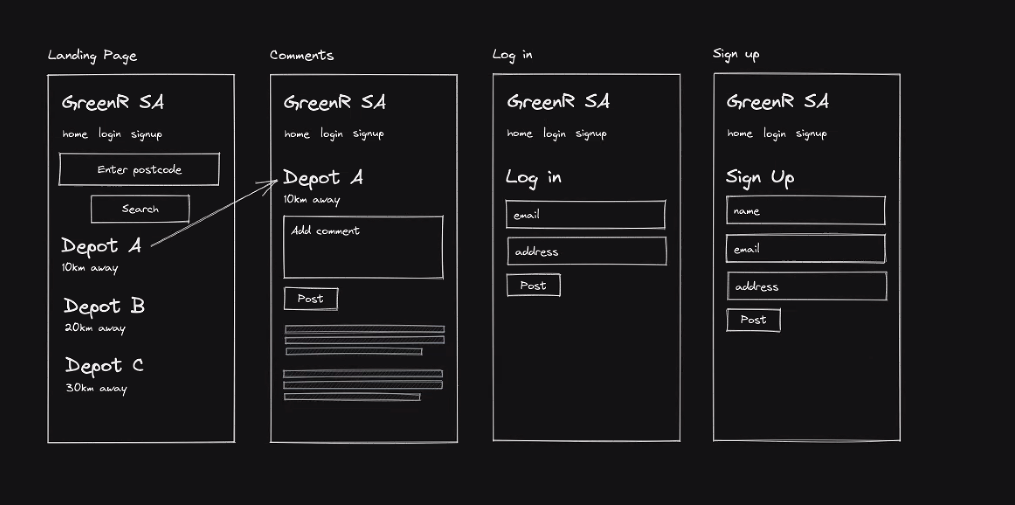 Landing Page
GreenR SA
home login signup
Enter postcode
Search
Depot A
10km away
Depot B
20km away
Depot C
30km away
Comments
GreenR SA
home login signup
Depot A
10km away
Add comment
Post
Log in
GreenR SA
home login signup
Log in
email
address
Post
Sign up
GreenR SA
home login signup
Sign Up
name
email
address
Post